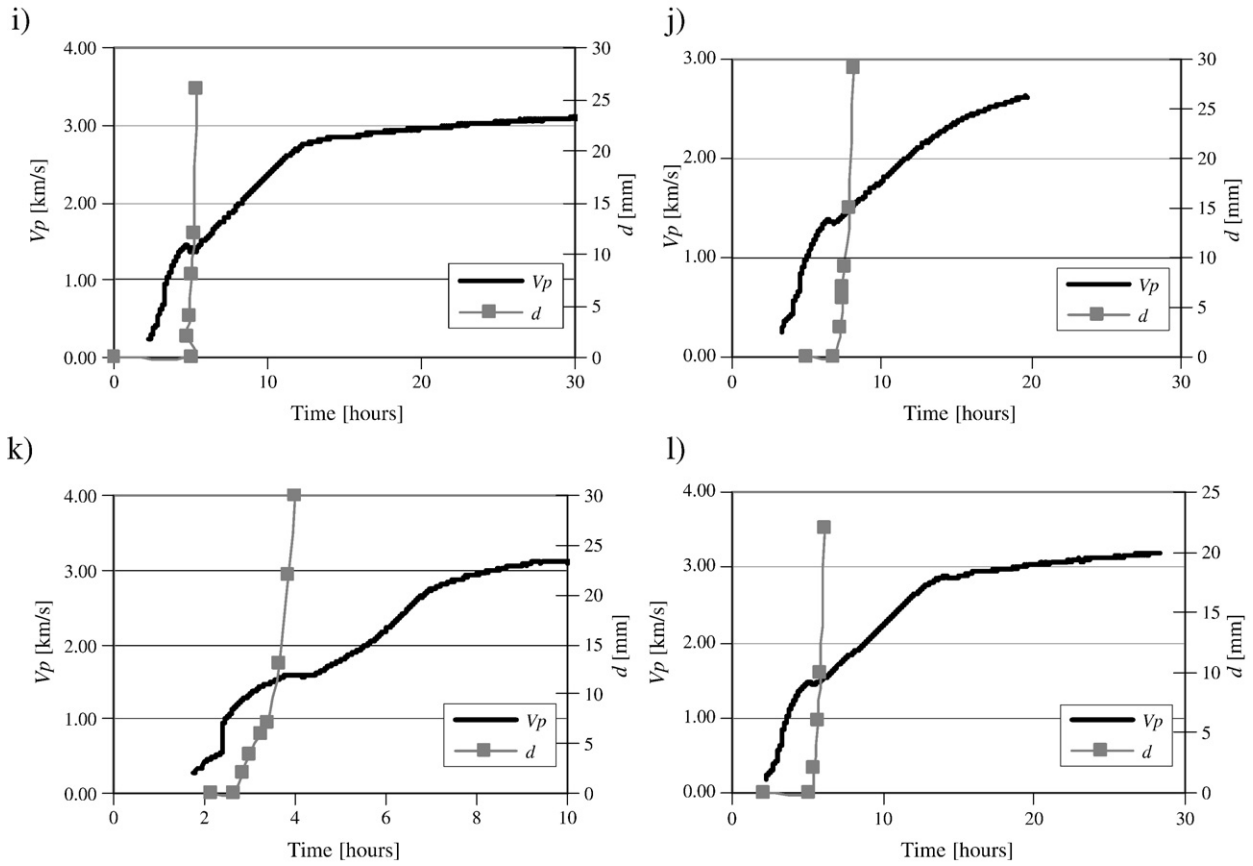 i)
4.00
3.00
2.00
1.00
0.00
Vp [km/s]
30
25
20
15
10
5
0
d [mm]
Vp
d
0 10 20 30
Time [hours]
j)
3.00
2.00
1.00
0.00
Vp [km/s]
30
25
20
15
10
5
0
d [mm]
Vp
d
0 10 20 30
Time [hours]
k)
4.00
3.00
2.00
1.00
0.00
Vp [km/s]
30
25
20
15
10
5
0
d [mm]
Vp
d
0 2 4 6 8 10
Time [hours]
l)
4.00
3.00
2.00
1.00
0.00
Vp [km/s]
25
20
15
10
5
0
d [mm]
Vp
d
0 10 20 30
Time [hours]